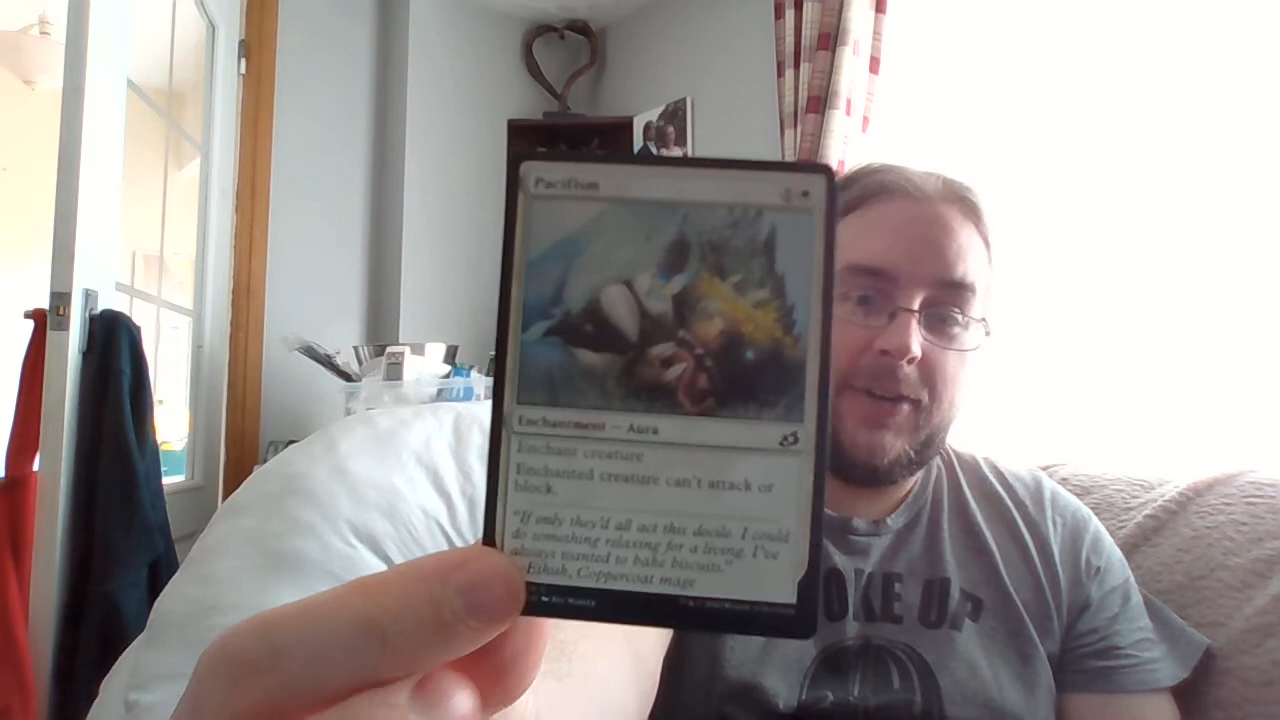 Pacifism
Enchantment — Aura
Enchant creature
Enchanted creature can't attack or
block.
"If only they'd all act this docile. I could
do something relaxing for a living. I've
always wanted to bake biscuits."
Coppercoat mage
OKE UP